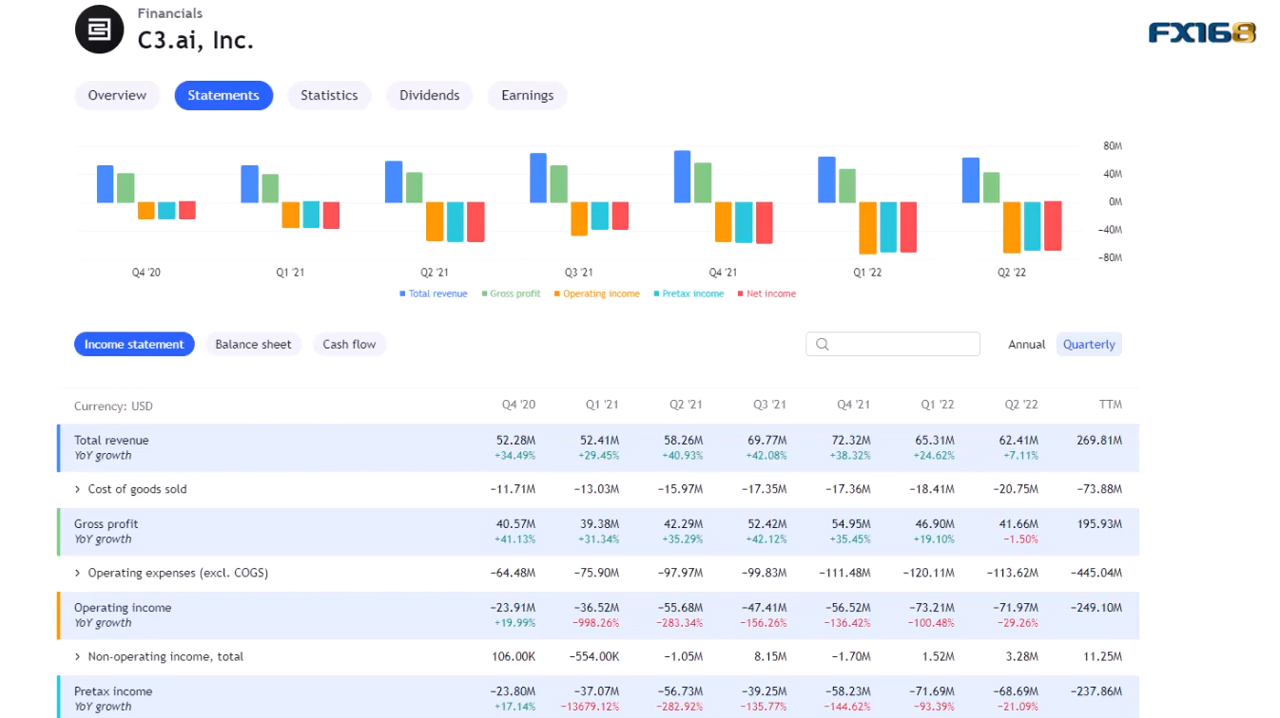 Financials
C3.ai, Inc.
FX168
Overview Statements Statistics Dividends Earnings
80M
40M
0M
−40M
−80M
Q4 '20 Q1 '21 Q2 '21 Q3 '21 Q4 '21 Q1 '22 Q2 '22
Total revenue Gross profit Operating income Pretax income Net income
Income statement Balance sheet Cash flow Annual Quarterly
Currency: USD Q4 '20 Q1 '21 Q2 '21 Q3 '21 Q4 '21 Q1 '22 Q2 '22 TTM
Total revenue 52.28M 52.41M 58.26M 69.77M 72.32M 65.31M 62.41M 269.81M
YoY growth +34.49% +29.45% +40.93% +42.08% +38.32% +24.62% +7.11%
Cost of goods sold −11.71M −13.03M −15.97M −17.35M −17.36M −18.41M −20.75M −73.88M
Gross profit 40.57M 39.38M 42.29M 52.42M 54.95M 46.90M 41.66M 195.93M
YoY growth +41.13% +31.34% +35.29% +42.12% +35.45% +19.10% −1.50%
Operating expenses (excl. COGS) −64.48M −75.90M −97.97M −99.83M −111.48M −120.11M −113.62M −445.04M
Operating income −23.91M −36.52M −55.68M −47.41M −56.52M −73.21M −71.97M −249.10M
YoY growth +19.99% −998.26% −283.34% −156.26% −136.42% −100.48% −29.26%
Non-operating income, total 106.00K −554.00K −1.05M 8.15M −1.70M 1.52M 3.28M 11.25M
Pretax income −23.80M −37.07M −56.73M −39.25M −58.23M −71.69M −68.69M −237.86M
YoY growth +17.14% −13679.12% −282.92% −135.77% −144.62% −93.39% −21.09%